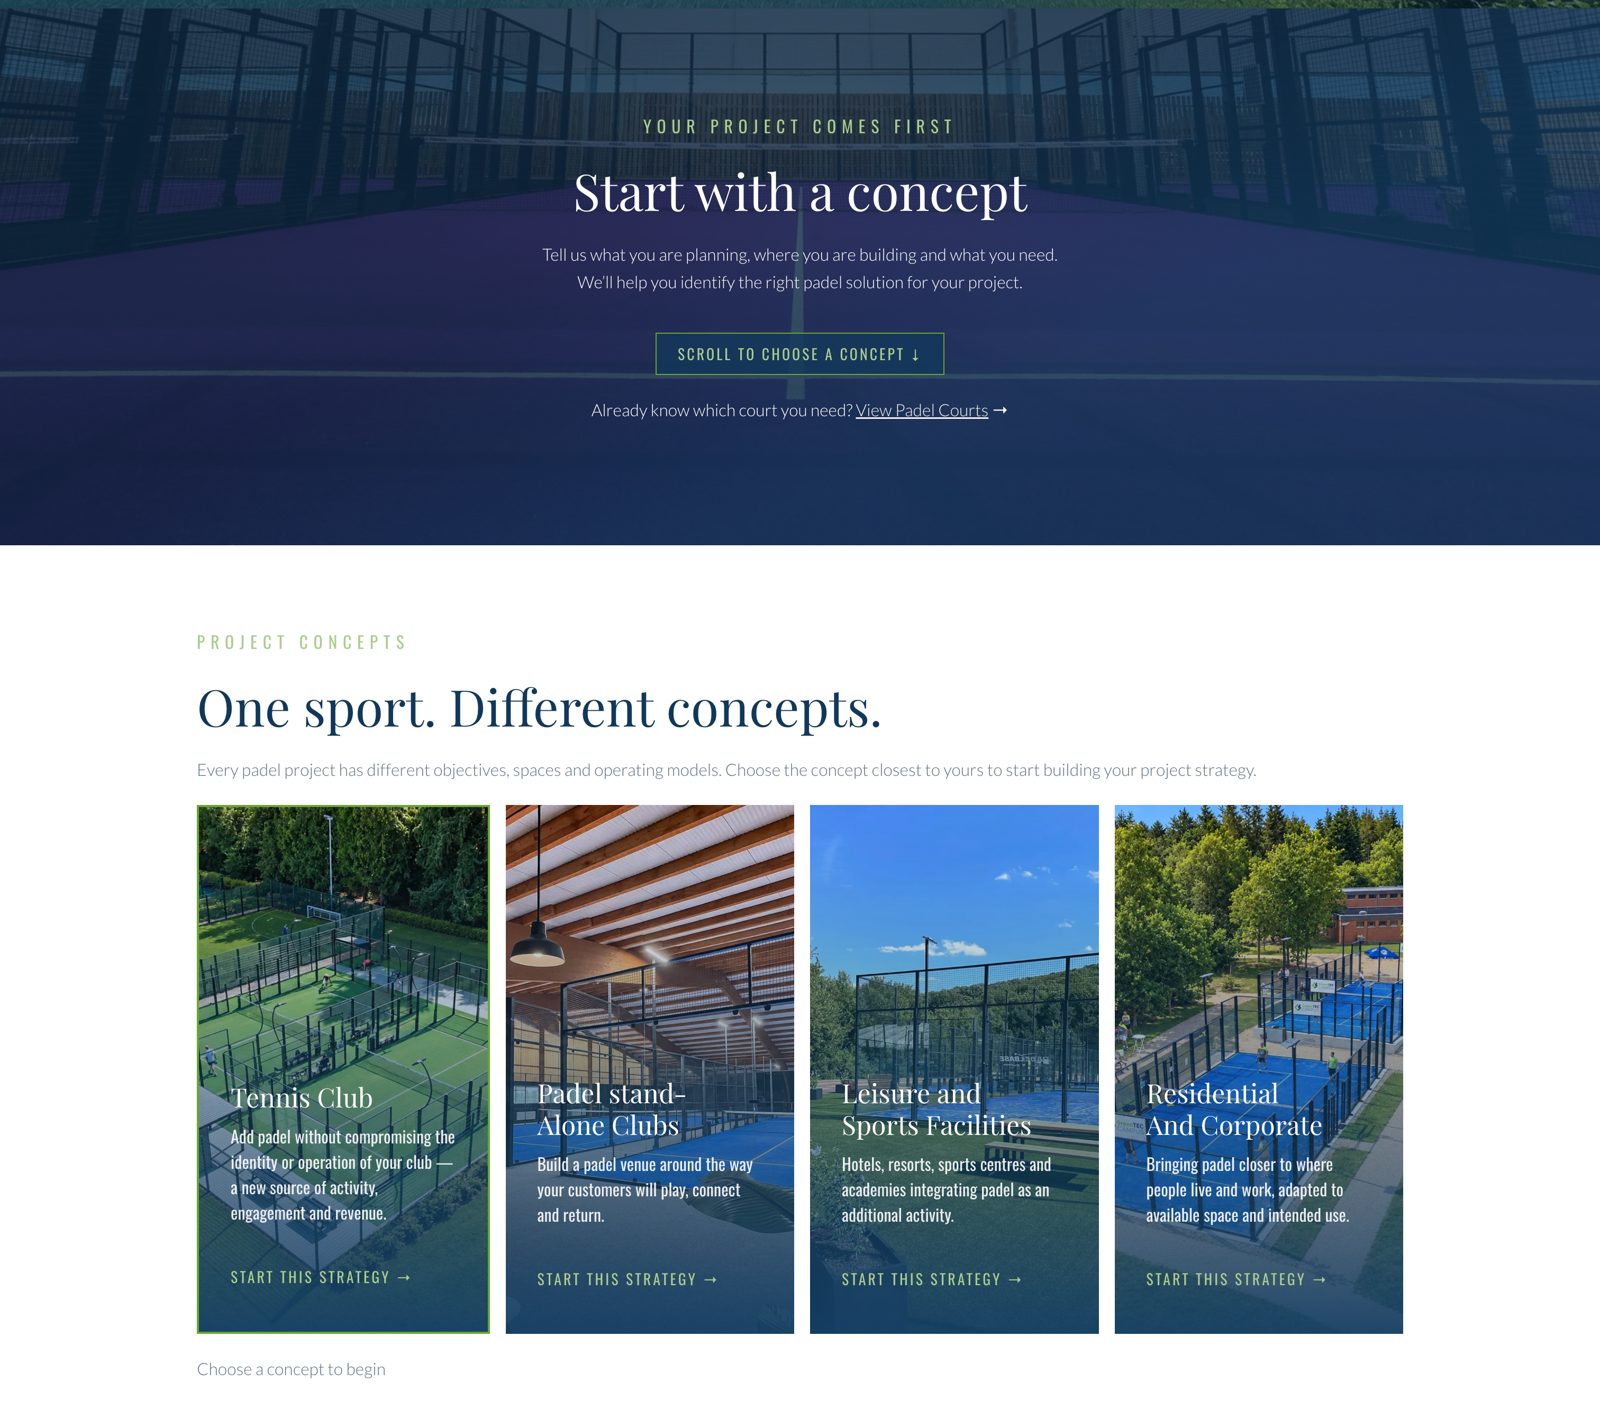 YOUR PROJECT COMES FIRST
Start with a concept
Tell us what you are planning, where you are building and what you need.
We'll help you identify the right padel solution for your project.
SCROLL TO CHOOSE A CONCEPT ↓
Already know which court you need? View Padel Courts →
PROJECT CONCEPTS
One sport. Different concepts.
Every padel project has different objectives, spaces and operating models. Choose the concept closest to yours to start building your project strategy.
Tennis Club
Add padel without compromising the
identity or operation of your club —
a new source of activity,
engagement and revenue.
START THIS STRATEGY →
Padel stand-
Alone Clubs
Build a padel venue around the way
your customers will play, connect
and return.
START THIS STRATEGY →
Leisure and
Sports Facilities
Hotels, resorts, sports centres and
academies integrating padel as an
additional activity.
START THIS STRATEGY →
Residential
And Corporate
Bringing padel closer to where
people live and work, adapted to
available space and intended use.
START THIS STRATEGY →
Choose a concept to begin